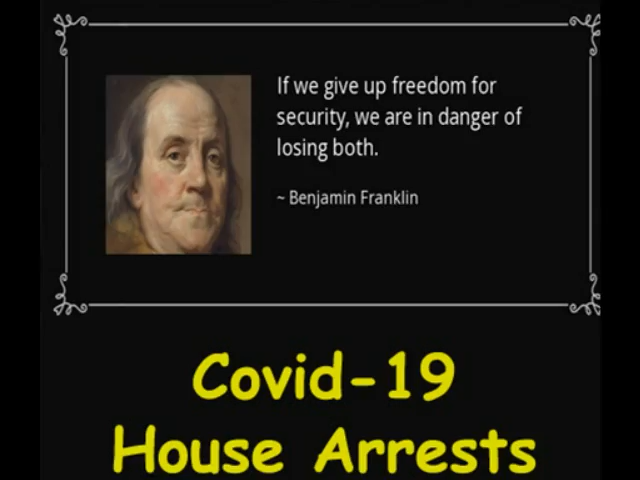 If we give up freedom for
security, we are in danger of
losing both.
~ Benjamin Franklin
Covid-19
House Arrests